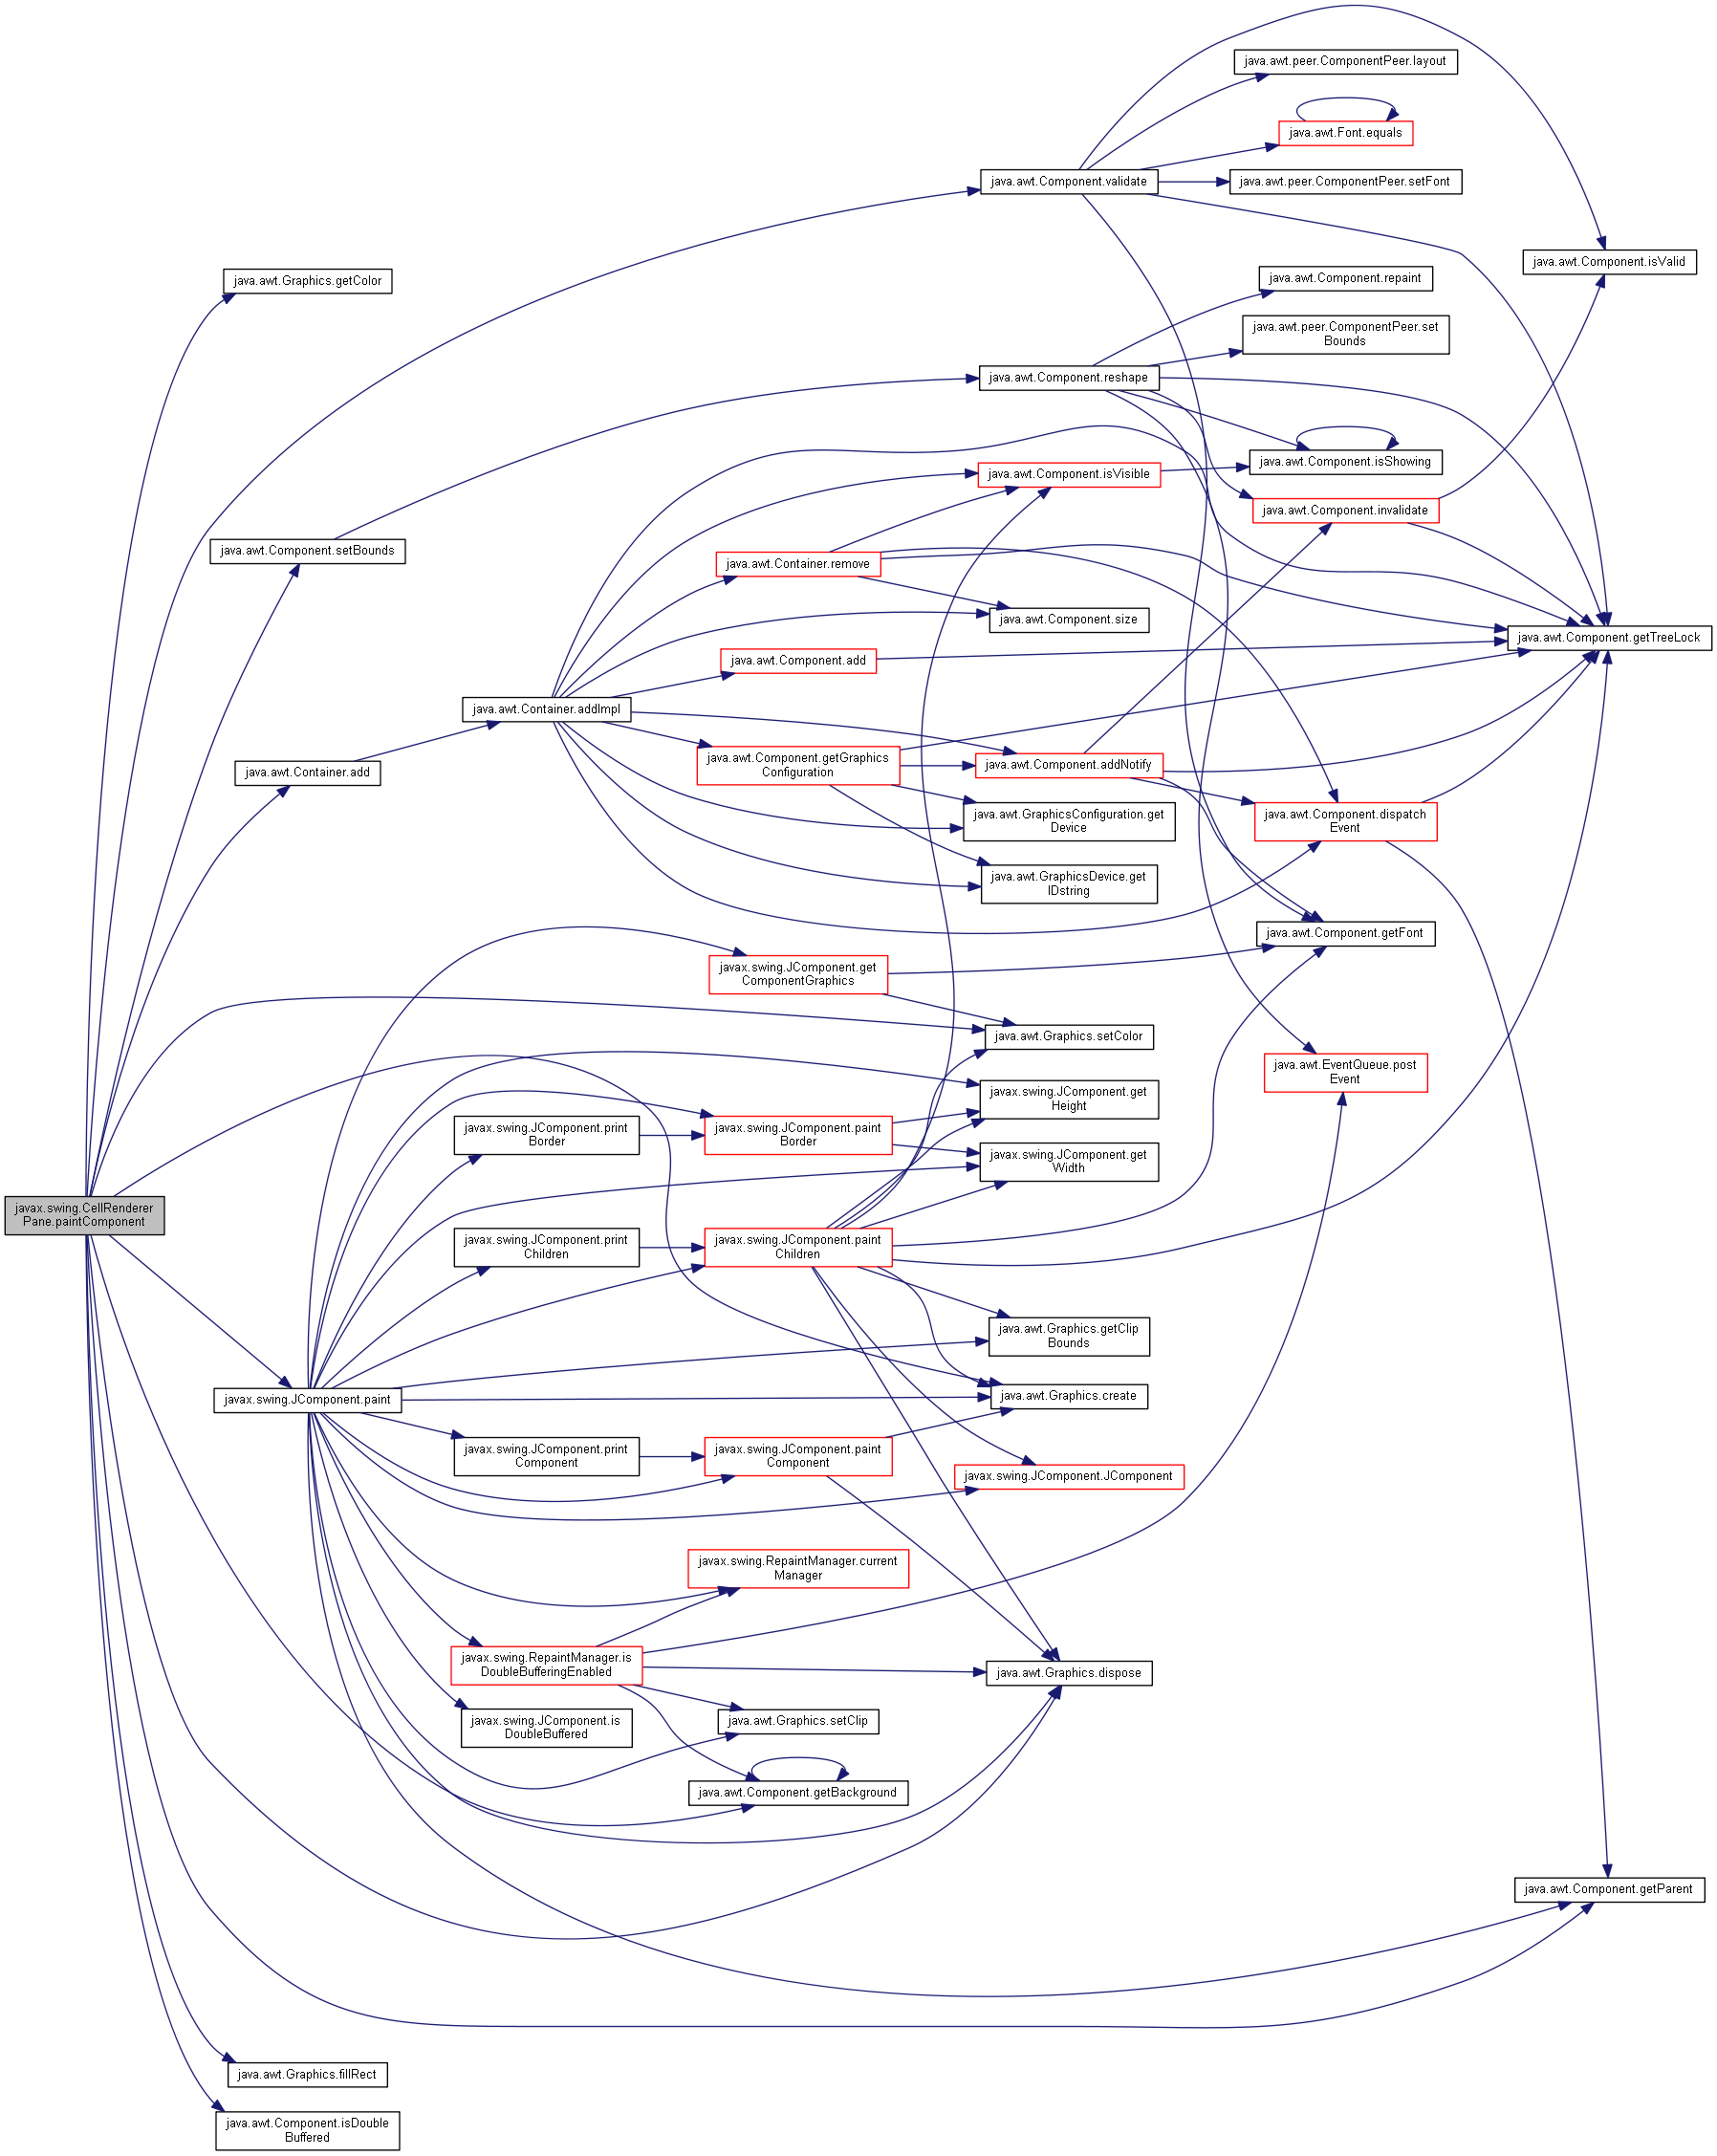 java.awt.peer.ComponentPeer.layout
java.awt.Font.equals
java.awt.Component.validate
java.awt.peer.ComponentPeer.setFont
java.awt.Component.isValid
java.awt.Graphics.getColor
java.awt.Component.repaint
java.awt.peer.ComponentPeer.set
Bounds
java.awt.Component.reshape
java.awt.Component.isShowing
java.awt.Component.isVisible
java.awt.Component.invalidate
java.awt.Component.setBounds
java.awt.Container.remove
java.awt.Component.size
java.awt.Component.getTreeLock
java.awt.Component.add
java.awt.Container.addImpl
java.awt.Component.getGraphics
Configuration
java.awt.Component.addNotify
java.awt.Container.add
java.awt.GraphicsConfiguration.get
Device
java.awt.Component.dispatch
Event
java.awt.GraphicsDevice.get
IDstring
java.awt.Component.getFont
javax.swing.JComponent.get
ComponentGraphics
java.awt.Graphics.setColor
java.awt.EventQueue.post
Event
javax.swing.JComponent.get
Height
javax.swing.JComponent.print
Border
javax.swing.JComponent.paint
Border
javax.swing.JComponent.get
Width
javax.swing.CellRenderer
Pane.paintComponent
javax.swing.JComponent.print
Children
javax.swing.JComponent.paint
Children
java.awt.Graphics.getClip
Bounds
javax.swing.JComponent.paint
java.awt.Graphics.create
javax.swing.JComponent.print
Component
javax.swing.JComponent.paint
Component
javax.swing.JComponent.JComponent
javax.swing.RepaintManager.current
Manager
javax.swing.RepaintManager.is
DoubleBufferingEnabled
java.awt.Graphics.dispose
javax.swing.JComponent.is
DoubleBuffered
java.awt.Graphics.setClip
java.awt.Component.getBackground
java.awt.Component.getParent
java.awt.Graphics.fillRect
java.awt.Component.isDouble
Buffered